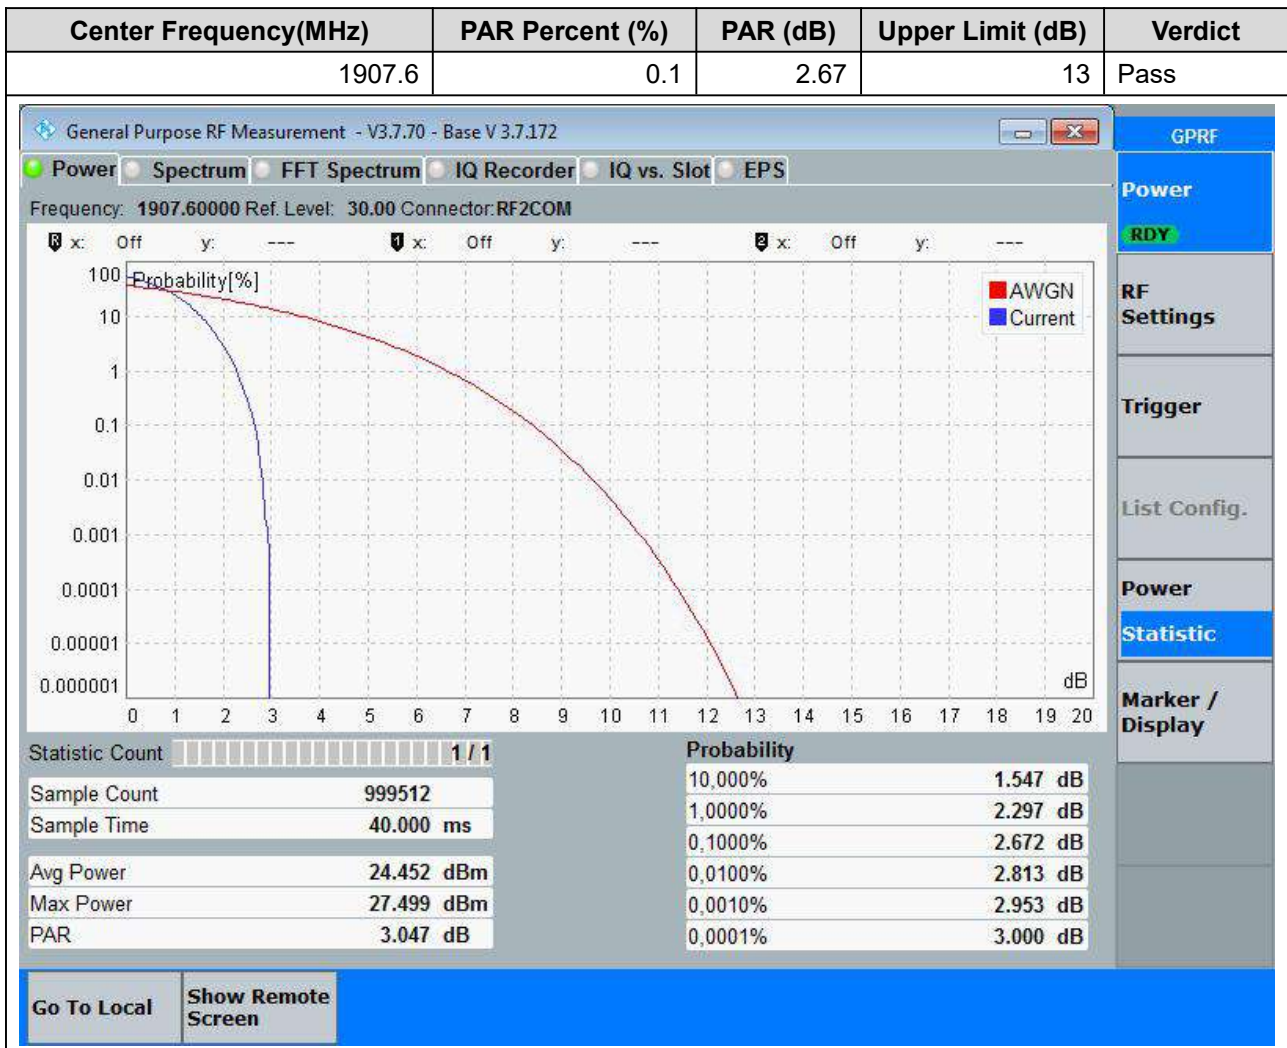 Center Frequency(MHz) PAR Percent (%) PAR (dB) Upper Limit (dB) Verdict
1907.6 0.1 2.67 13 Pass
General Purpose RF Measurement - V3.7.70 - Base V 3.7.172
GPRF
Power Spectrum FFT Spectrum IQ Recorder IQ vs. Slot EPS
Frequency: 1907.60000 Ref. Level: 30.00 Connector: RF2COM
R x: Off y: --- 1 x: Off y: --- 2 x: Off y: ---
Probability[%]
AWGN
Current
100
10
1
0.1
0.01
0.001
0.0001
0.00001
0.000001
dB
0 1 2 3 4 5 6 7 8 9 10 11 12 13 14 15 16 17 18 19 20
Statistic Count 1 / 1
Sample Count 999512
Sample Time 40.000 ms
Avg Power 24.452 dBm
Max Power 27.499 dBm
PAR 3.047 dB
Probability
10,000% 1.547 dB
1,0000% 2.297 dB
0,1000% 2.672 dB
0,0100% 2.813 dB
0,0010% 2.953 dB
0,0001% 3.000 dB
Power
RDY
RF
Settings
Trigger
List Config.
Power
Statistic
Marker /
Display
Go To Local
Show Remote
Screen